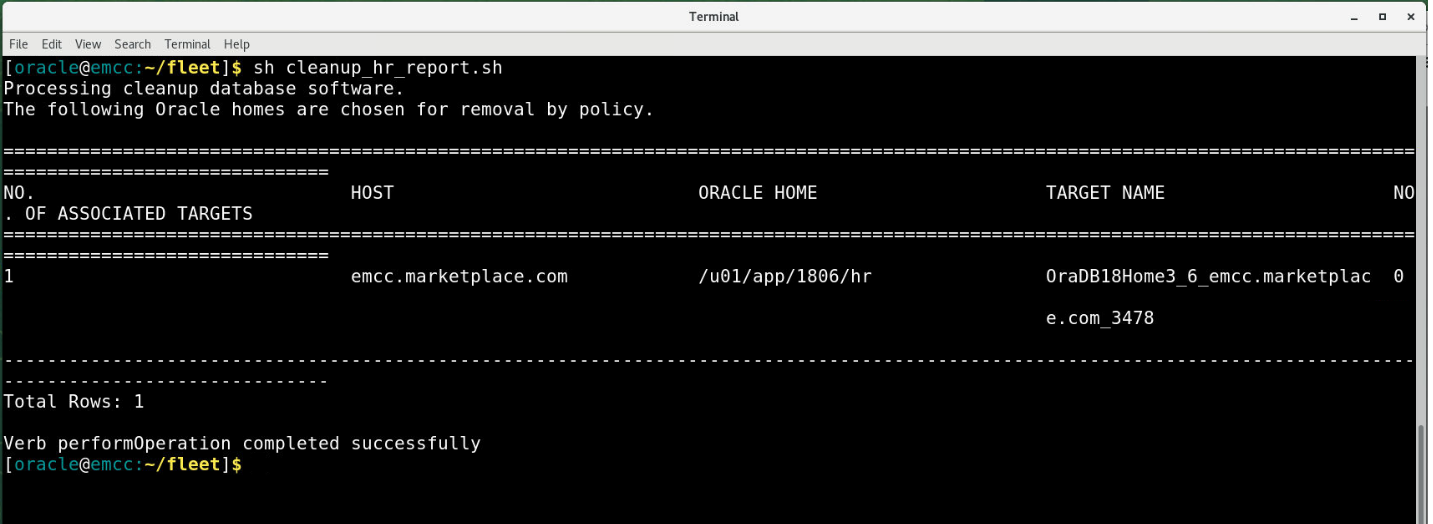 Terminal
File Edit View Search Terminal Help
[oracle@emcc:~/fleet]$ sh cleanup_hr_report.sh
Processing cleanup database software.
The following Oracle homes are chosen for removal by policy.
==================================================================================================================================
==============================
NO. HOST ORACLE HOME TARGET NAME NO
. OF ASSOCIATED TARGETS
==================================================================================================================================
==============================
1 emcc.marketplace.com /u01/app/1806/hr OraDB18Home3_6_emcc.marketplac 0
e.com_3478
----------------------------------------------------------------------------------------------------------------------------------
------------------------------
Total Rows: 1
Verb performOperation completed successfully
[oracle@emcc:~/fleet]$